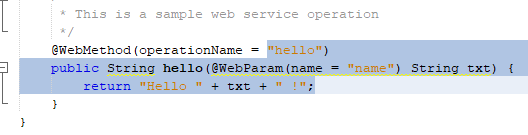 * This is a sample web service operation
*/
@WebMethod(operationName = "hello")
public String hello(@WebParam(name = "name") String txt) {
return "Hello " + txt + " !";
}
}